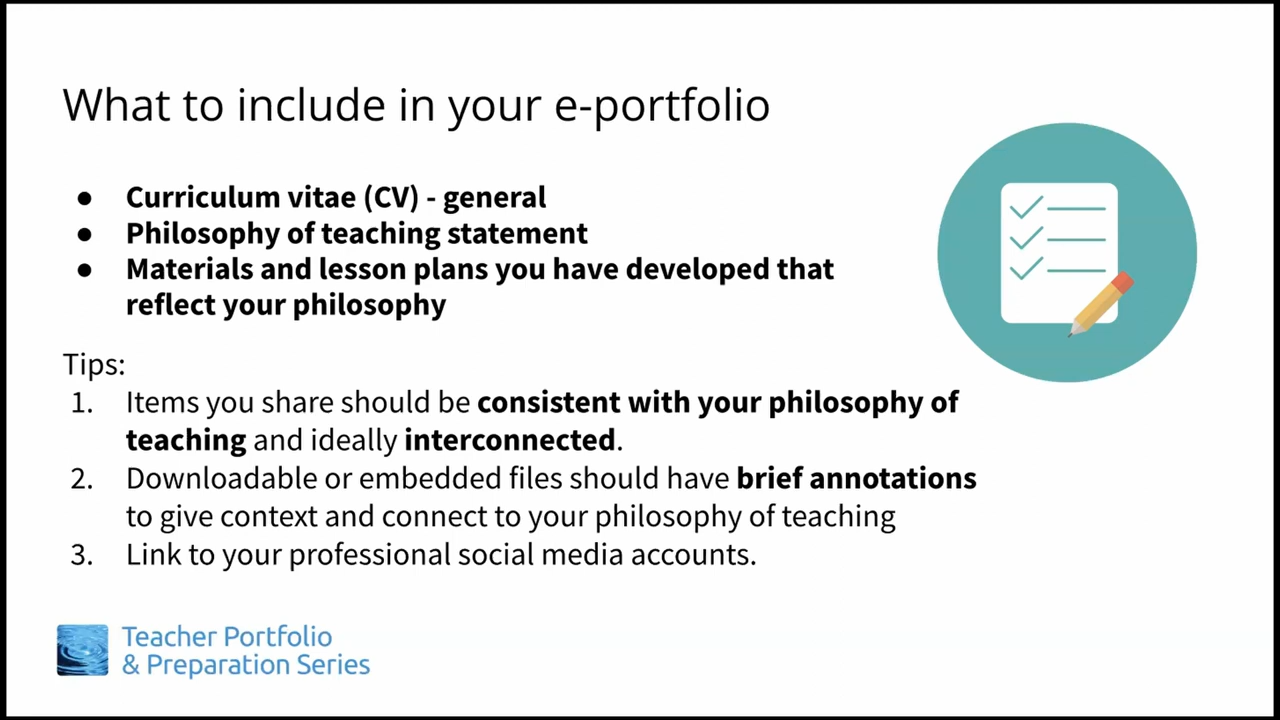 What to include in your e-portfolio
● Curriculum vitae (CV) - general
● Philosophy of teaching statement
● Materials and lesson plans you have developed that
reflect your philosophy
Tips:
1. Items you share should be consistent with your philosophy of
teaching and ideally interconnected.
2. Downloadable or embedded files should have brief annotations
to give context and connect to your philosophy of teaching
3. Link to your professional social media accounts.
Teacher Portfolio
& Preparation Series